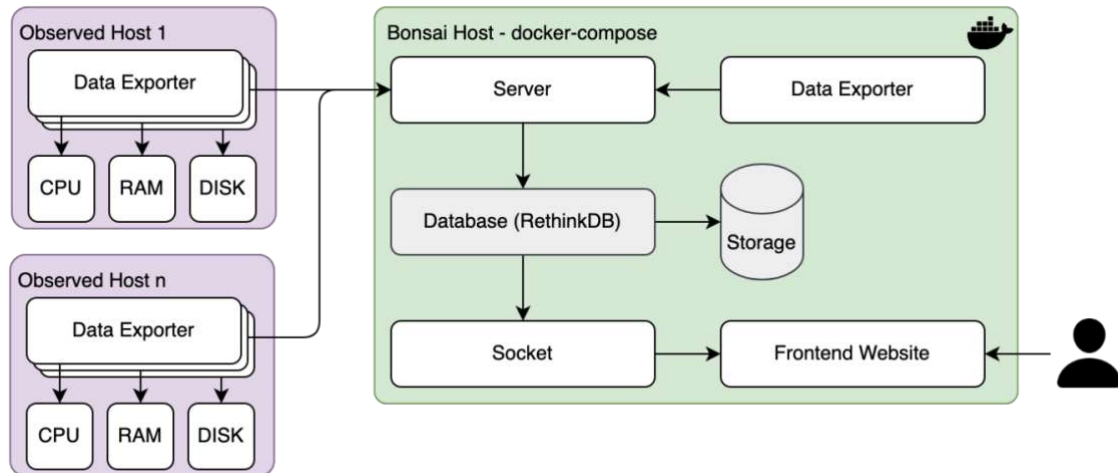 Observed Host 1
Data Exporter
CPU
RAM
DISK
Observed Host n
Data Exporter
CPU
RAM
DISK
Bonsai Host - docker-compose
Server
Data Exporter
Database (RethinkDB)
Storage
Socket
Frontend Website